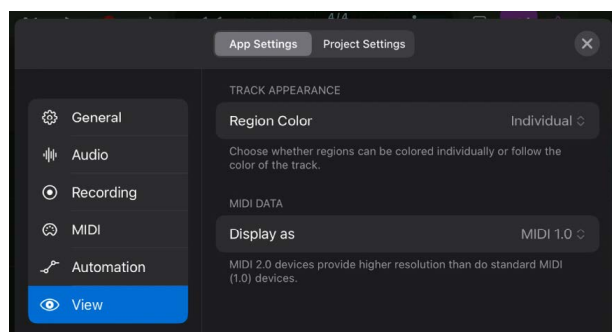 4/4
App Settings
Project Settings
TRACK APPEARANCE
General
Region Color
Individual
Audio
Choose whether regions can be colored individually or follow the
color of the track.
Recording
MIDI DATA
MIDI
Display as
MIDI 1.0
Automation
MIDI 2.0 devices provide higher resolution than do standard MIDI
(1.0) devices.
View